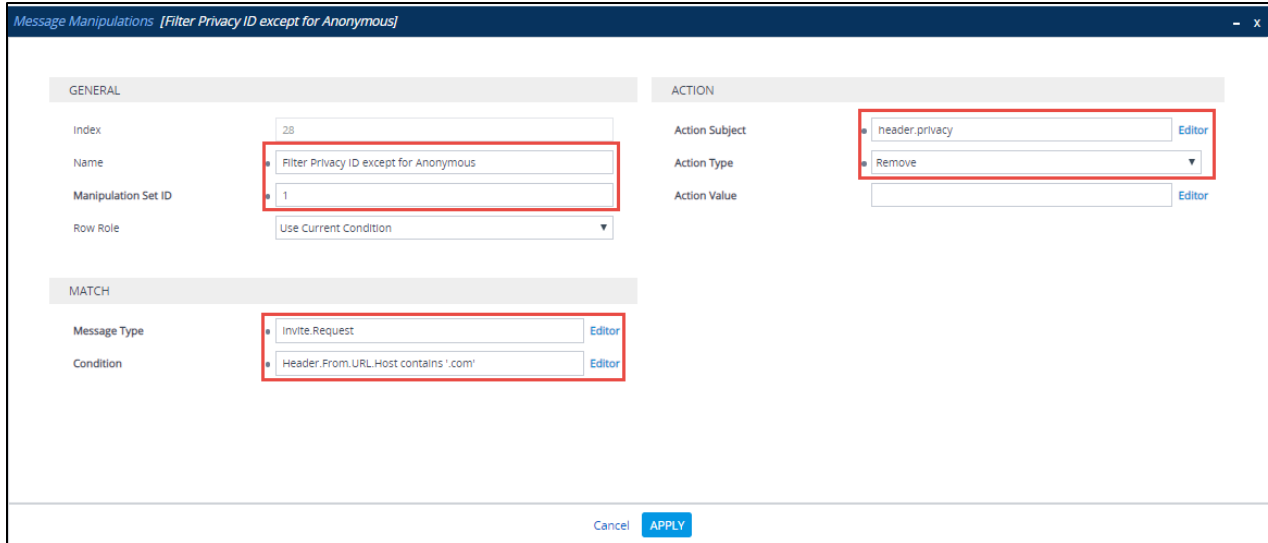 Message Manipulations [Filter Privacy ID except for Anonymous]
– x
GENERAL
Index 28
Name Filter Privacy ID except for Anonymous
Manipulation Set ID 1
Row Role Use Current Condition
MATCH
Message Type Invite.Request Editor
Condition Header.From.URL.Host contains '.com' Editor
ACTION
Action Subject header.privacy Editor
Action Type Remove
Action Value Editor
Cancel APPLY